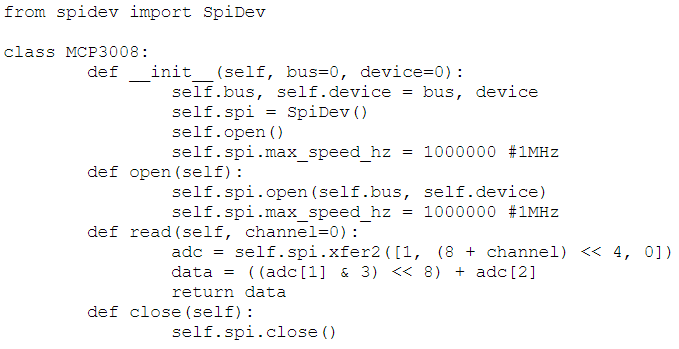 from spidev import SpiDev

class MCP3008:
        def __init__(self, bus=0, device=0):
                self.bus, self.device = bus, device
                self.spi = SpiDev()
                self.open()
                self.spi.max_speed_hz = 1000000 #1MHz
        def open(self):
                self.spi.open(self.bus, self.device)
                self.spi.max_speed_hz = 1000000 #1MHz
        def read(self, channel=0):
                adc = self.spi.xfer2([1, (8 + channel) << 4, 0])
                data = ((adc[1] & 3) << 8) + adc[2]
                return data
        def close(self):
                self.spi.close()